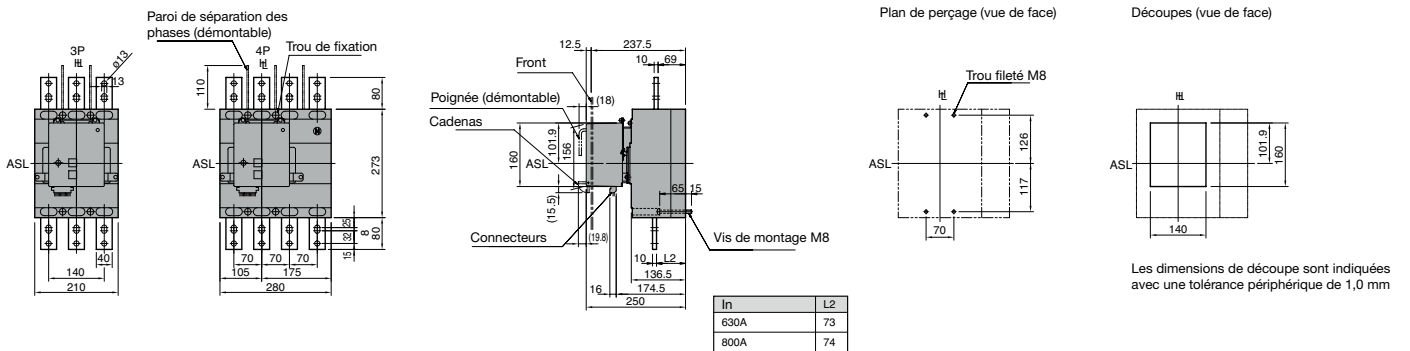 Paroi de séparation des
phases (démontable)
Trou de fixation
3P
HL
4P
HL
ø13
13
110
80
273
ASL
ASL
25
32
15
8
80
40
140
210
70
70
70
105
175
280
12.5
237.5
10
69
Front
(18)
Poignée (démontable)
Cadenas
160
156
101.9
ASL
65
15
(15.5)
(19.8)
Connecteurs
Vis de montage M8
10
L2
136.5
16
174.5
250
In
L2
630A
73
800A
74
Plan de perçage (vue de face)
Trou fileté M8
HL
ASL
126
117
70
Découpes (vue de face)
HL
ASL
101.9
160
140
Les dimensions de découpe sont indiquées
avec une tolérance périphérique de 1,0 mm